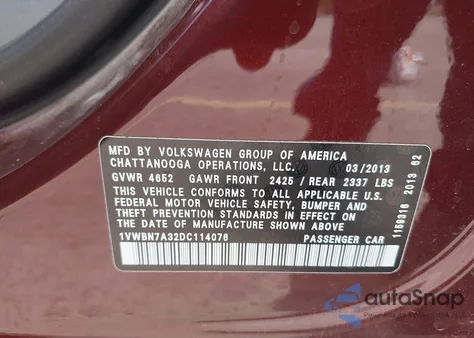 MFD BY VOLKSWAGEN GROUP OF AMERICA
CHATTANOOGA OPERATIONS, LLC. 03/2013
GVWR 4652 GAWR FRONT 2425 / REAR 2337 LBS
THIS VEHICLE CONFORMS TO ALL APPLICABLE U.S.
FEDERAL MOTOR VEHICLE SAFETY, BUMPER AND
THEFT PREVENTION STANDARDS IN EFFECT ON THE
DATE OF MANUFACTURE SHOWN ABOVE.
1VWBN7A32DC114076 PASSENGER CAR
1159316 2013 62
autoSnap